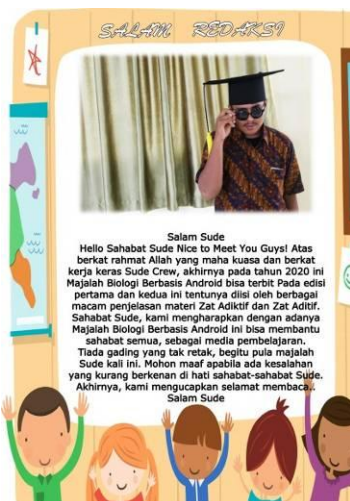 SALAM REDAKSI
Salam Sude
Hello Sahabat Sude Nice to Meet You Guys! Atas
berkat rahmat Allah yang maha kuasa dan berkat
kerja keras Sude Crew, akhirnya pada tahun 2020 ini
Majalah Biologi Berbasis Android bisa terbit Pada edisi
pertama dan kedua ini tentunya diisi oleh berbagai
macam penjelasan materi Zat Adiktif dan Zat Aditif.
Sahabat Sude, kami mengharapkan dengan adanya
Majalah Biologi Berbasis Android ini bisa membantu
sahabat semua, sebagai media pembelajaran.
Tiada gading yang tak retak, begitu pula majalah
Sude kali ini. Mohon maaf apabila ada kesalahan
yang kurang berkenan di hati sahabat-sahabat Sude.
Akhirnya, kami mengucapkan selamat membaca..
Salam Sude